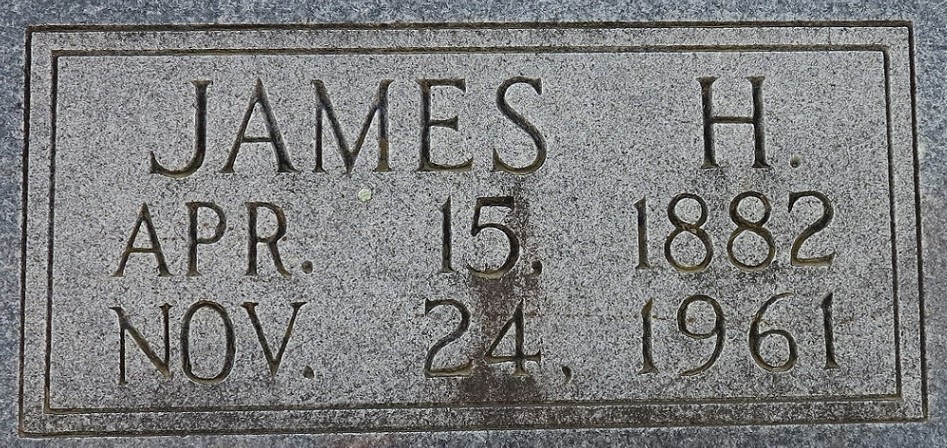 JAMES H.
APR. 15, 1882
NOV. 24, 1961